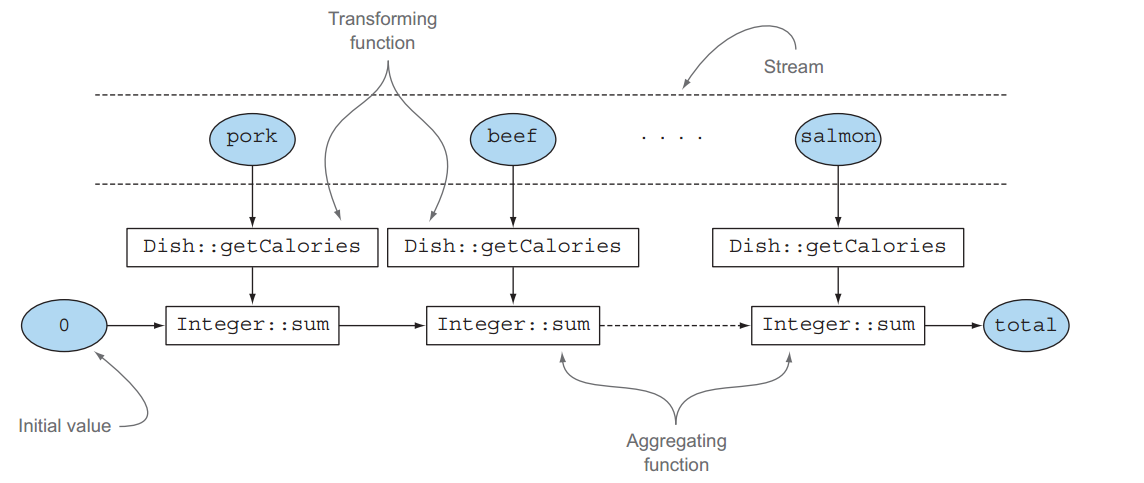 Transforming
function
Stream
pork
beef
. . . .
salmon
Dish::getCalories
Dish::getCalories
Dish::getCalories
0
Integer::sum
Integer::sum
Integer::sum
total
Initial value
Aggregating
function